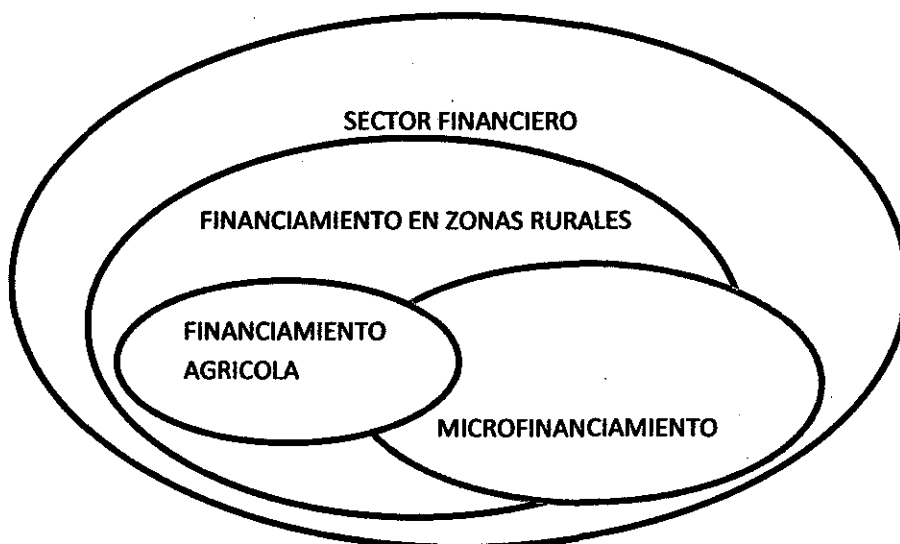 SECTOR FINANCIERO
FINANCIAMIENTO EN ZONAS RURALES
FINANCIAMIENTO
AGRICOLA
MICROFINANCIAMIENTO